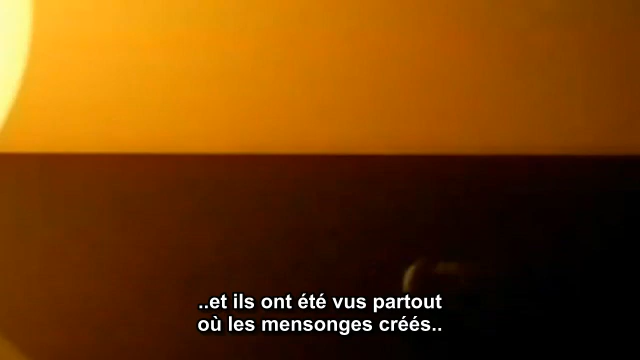 ..et ils ont été vus partout
où les mensonges créés..